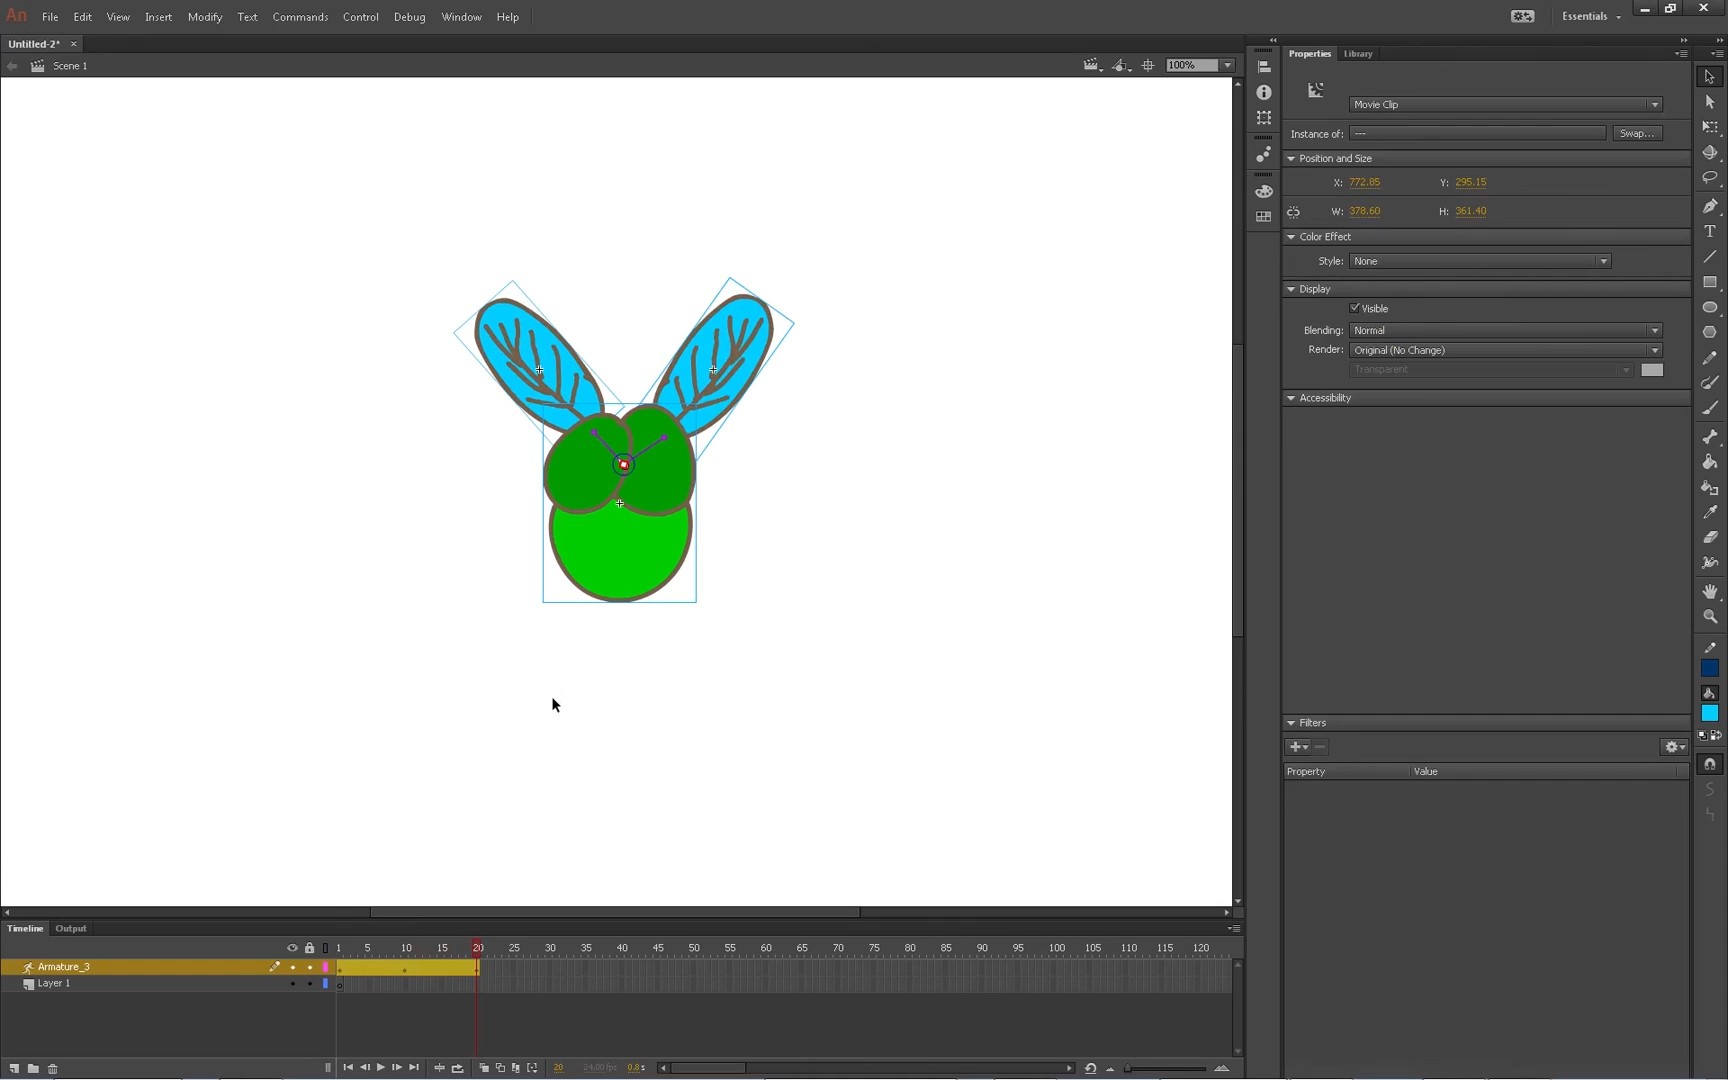 An File Edit View Insert Modify Text Commands Control Debug Window Help Essentials
Untitled-2* ×
Scene 1 100%
Properties Library
Movie Clip
Instance of: --- Swap...
Position and Size
X: 772.85 Y: 295.15
W: 378.60 H: 361.40
Color Effect
Style: None
Display
Visible
Blending: Normal
Render: Original (No Change)
Transparent
Accessibility
Filters
Property Value
Timeline Output
1 5 10 15 20 25 30 35 40 45 50 55 60 65 70 75 80 85 90 95 100 105 110 115 120
Armature_3
Layer 1
20 24.00 fps 0.8 s